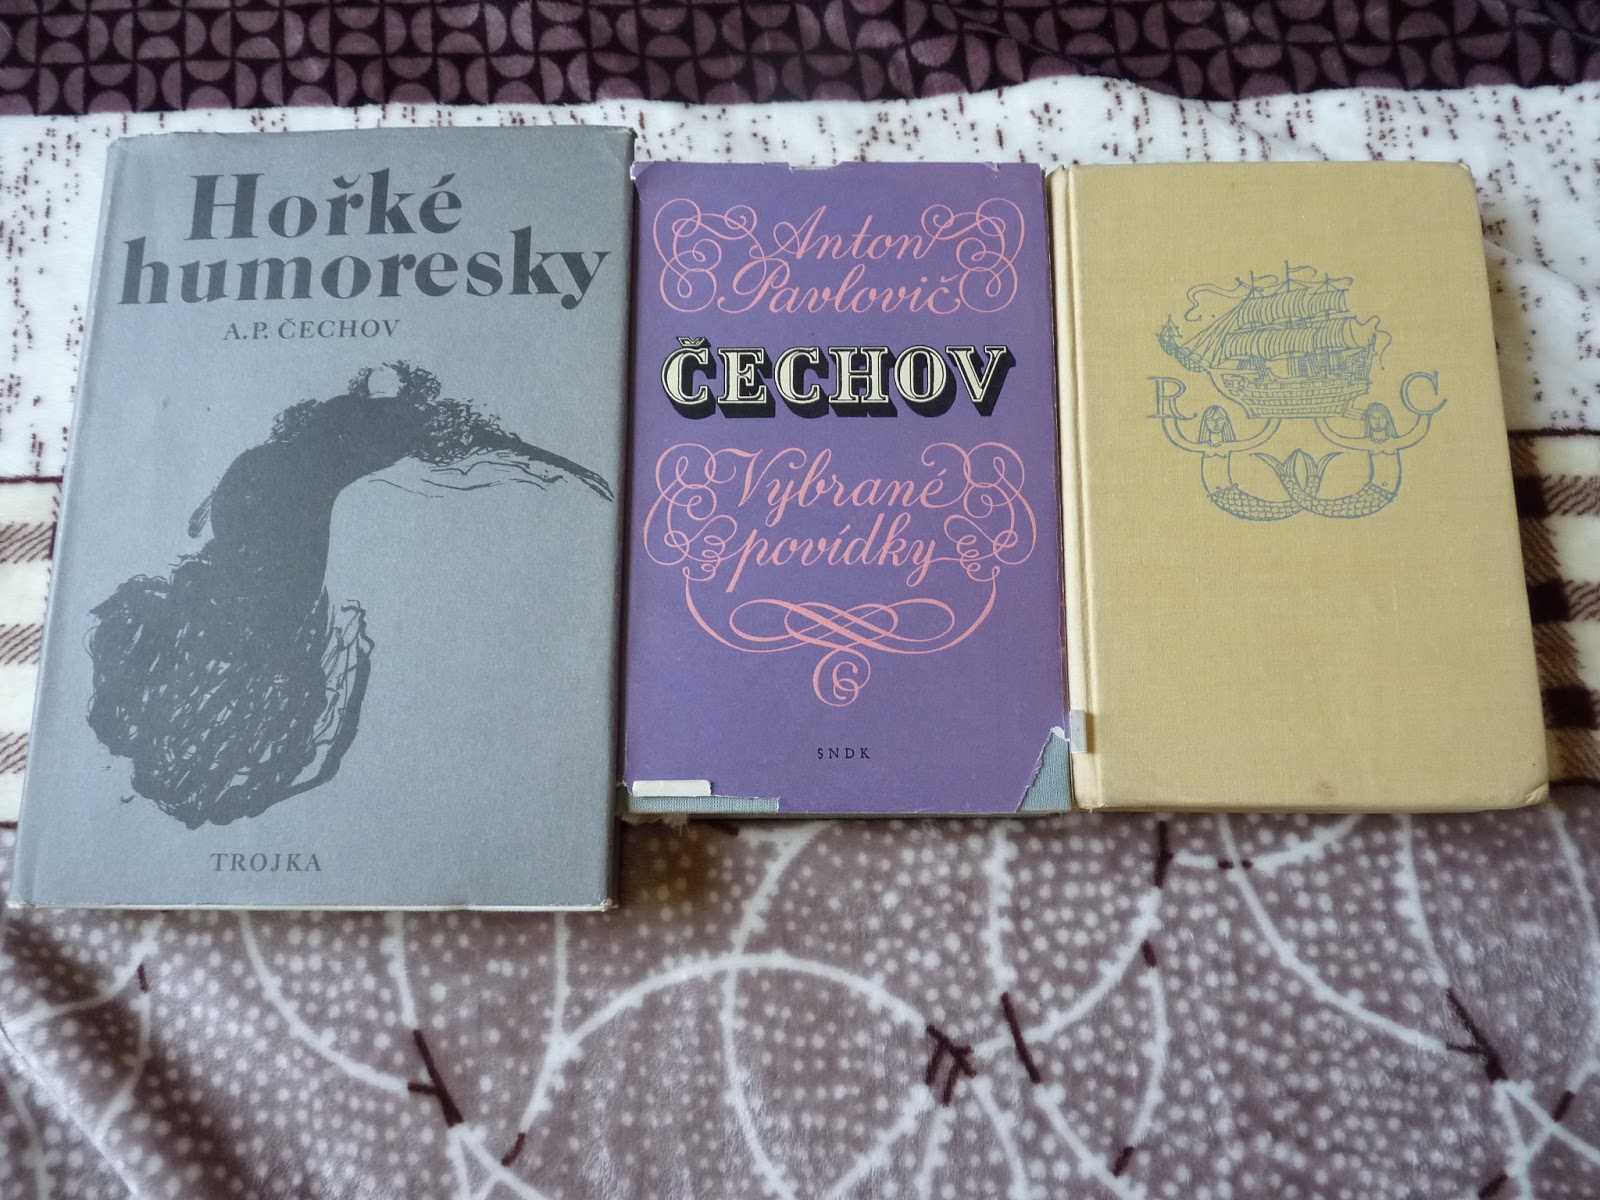 Hořké
humoresky
A.P. ČECHOV
TROJKA
Anton
Pavlovič
ČECHOV
Vybrané
povídky
SNDK
R C